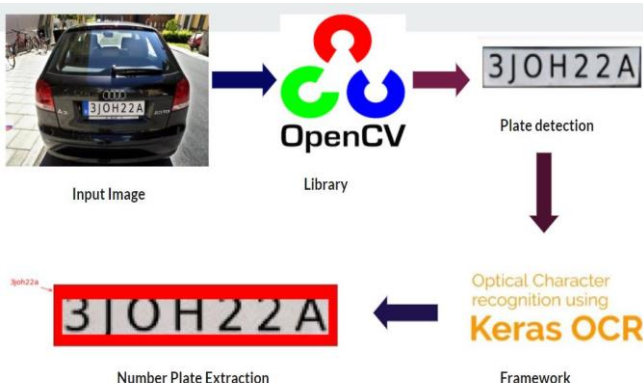 3JOH22A
OpenCV
3JOH22A
Input Image
Library
Plate detection
3joh22a
3JOH22A
Optical Character
recognition using
Keras OCR
Number Plate Extraction
Framework